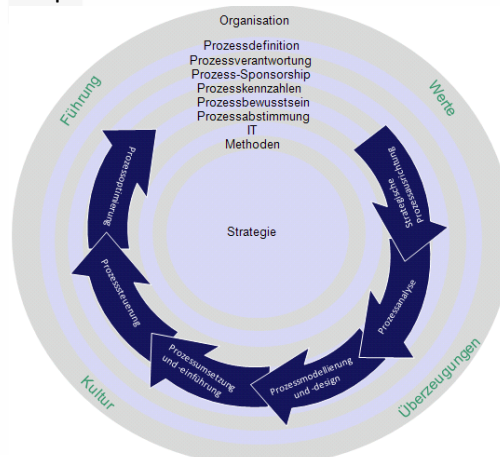 Organisation
Prozessdefinition
Prozessverantwortung
Prozess-Sponsorship
Prozesskennzahlen
Prozessbewusstsein
Prozessabstimmung
IT
Methoden
Führung
Werte
Strategische
Prozessausrichtung
Prozessoptimierung
Strategie
Prozesssteuerung
Prozessanalyse
Prozessumsetzung
und -einführung
Prozessmodellierung
und -design
Kultur
Überzeugungen